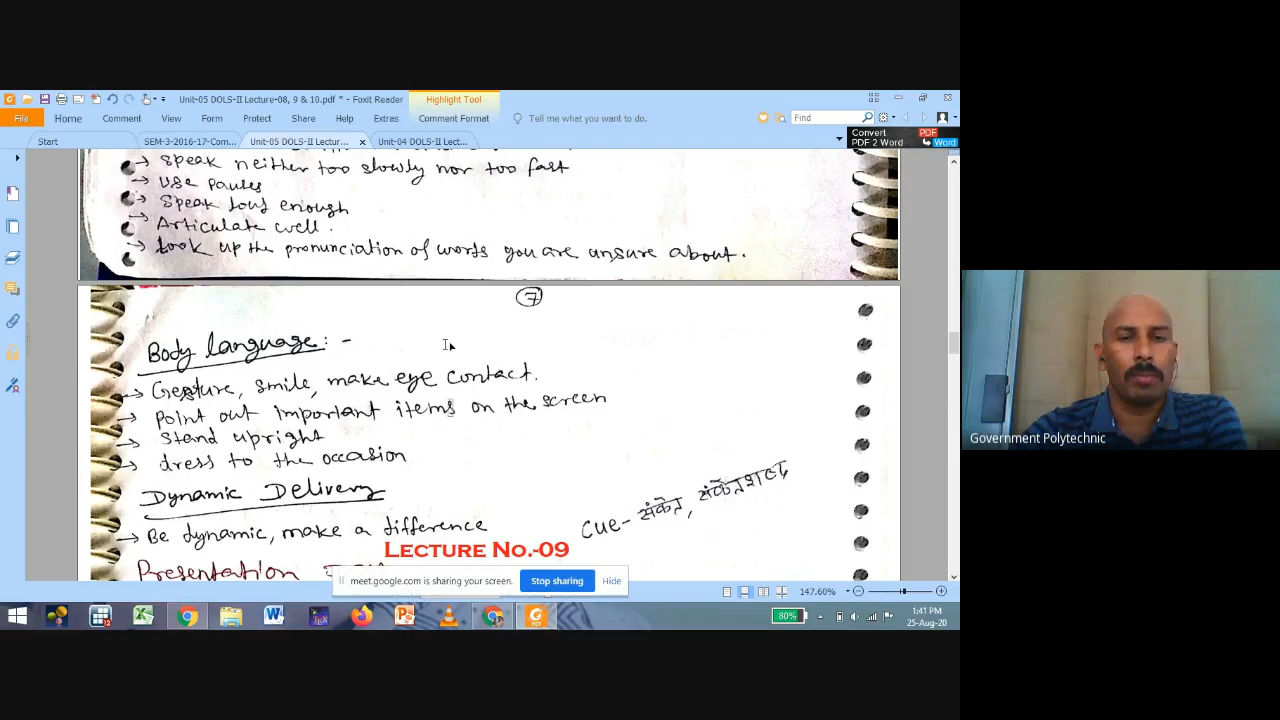 Unit-05 DOLS-II Lecture-08, 9 & 10.pdf * - Foxit Reader
Highlight Tool
File
Home
Comment
View
Form
Protect
Share
Help
Extras
Comment Format
Tell me what you want to do.
Find
Start
SEM-3-2016-17-Com...
Unit-05 DOLS-II Lectur...
Unit-04 DOLS-II Lect...
Convert PDF
PDF 2 Word Word
→ Speak neither too slowly nor too fast
→ Use pauses
→ Speak loud enough
→ Articulate well.
→ Look up the pronunciation of words you are unsure about.
7
Body language:-
→ Gesture, smile, make eye contact.
→ Point out important items on the screen
→ Stand upright
→ dress to the occasion
Dynamic Delivery
→ Be dynamic, make a difference
Cue- संकेत, संकेतशब्द
LECTURE NO.-09
Presentation
meet.google.com is sharing your screen.
Stop sharing
Hide
147.60%
80%
1:41 PM
25-Aug-20
Government Polytechnic